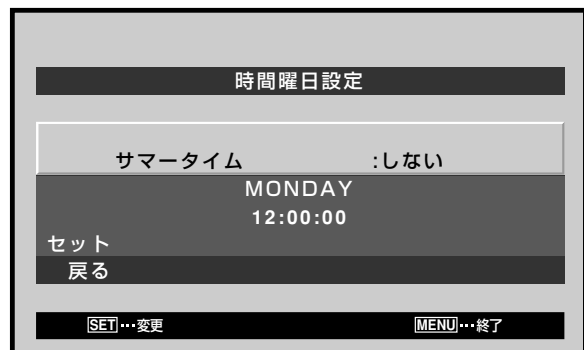 時間曜日設定
サマータイム :しない
MONDAY
12:00:00
セット
戻る
SET…変更 MENU…終了